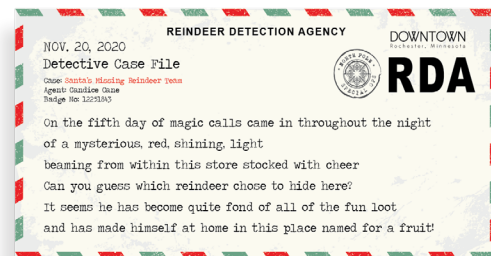 REINDEER DETECTION AGENCY
NOV. 20, 2020
DOWNTOWN
Rochester, Minnesota
Detective Case File
RDA
NORTH POLE
SPECIAL OPS
Case: Santa's Missing Reindeer Team
Agent: Candice Cane
Badge No: 12251843
On the fifth day of magic calls came in throughout the night
of a mysterious, red, shining, light
beaming from within this store stocked with cheer
Can you guess which reindeer chose to hide here?
It seems he has become quite fond of all of the fun loot
and has made himself at home in this place named for a fruit!